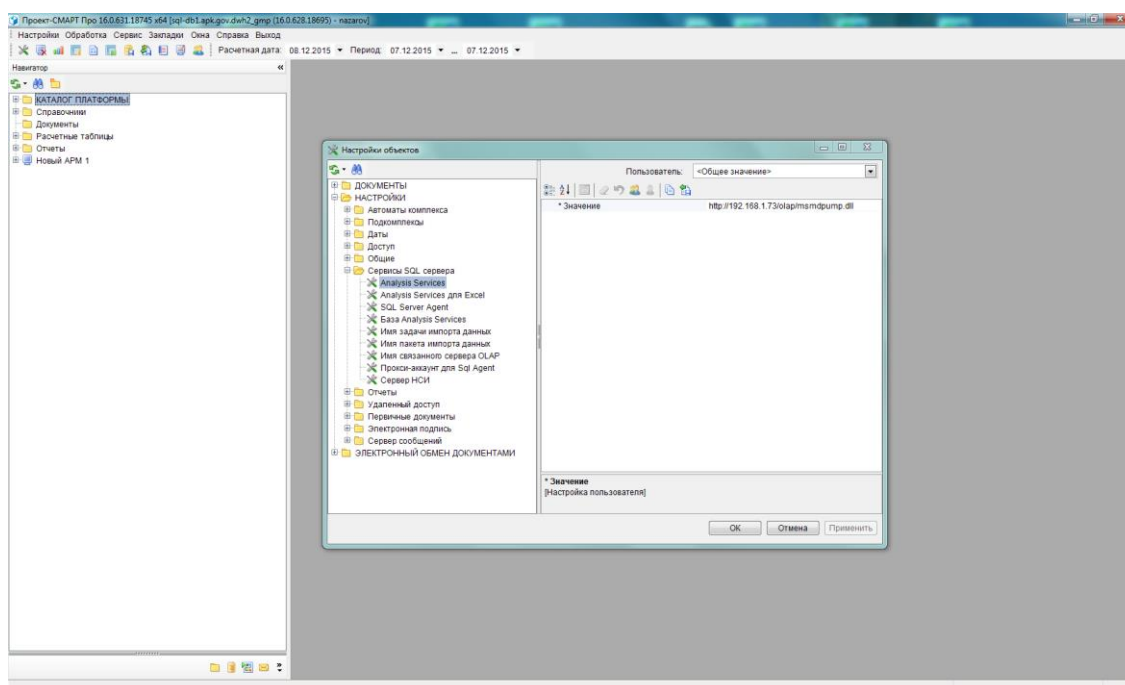 Проект-СМАРТ Про 16.0.631.18745 x64 [sql-db1.apk.gov.dwh2_gmp (16.0.628.18695) - nazarov]
Настройки Обработка Сервис Закладки Окна Справка Выход
Расчетная дата: 08.12.2015 Период: 07.12.2015 ... 07.12.2015
Навигатор
КАТАЛОГ ПЛАТФОРМЫ
Справочники
Документы
Расчетные таблицы
Отчеты
Новый АРМ 1
Настройки объектов
Пользователь: <Общее значение>
ДОКУМЕНТЫ
НАСТРОЙКИ
Автоматы комплекса
Подкомплексы
Даты
Доступ
Общие
Сервисы SQL сервера
Analysis Services
Analysis Services для Excel
SQL Server Agent
База Analysis Services
Имя задачи импорта данных
Имя пакета импорта данных
Имя связанного сервера OLAP
Прокси-аккаунт для Sql Agent
Сервер НСИ
Отчеты
Удаленный доступ
Первичные документы
Электронная подпись
Сервер сообщений
ЭЛЕКТРОННЫЙ ОБМЕН ДОКУМЕНТАМИ
* Значение http://192.168.1.73/olap/msmdpump.dll
* Значение
[Настройка пользователя]
ОК Отмена Применить